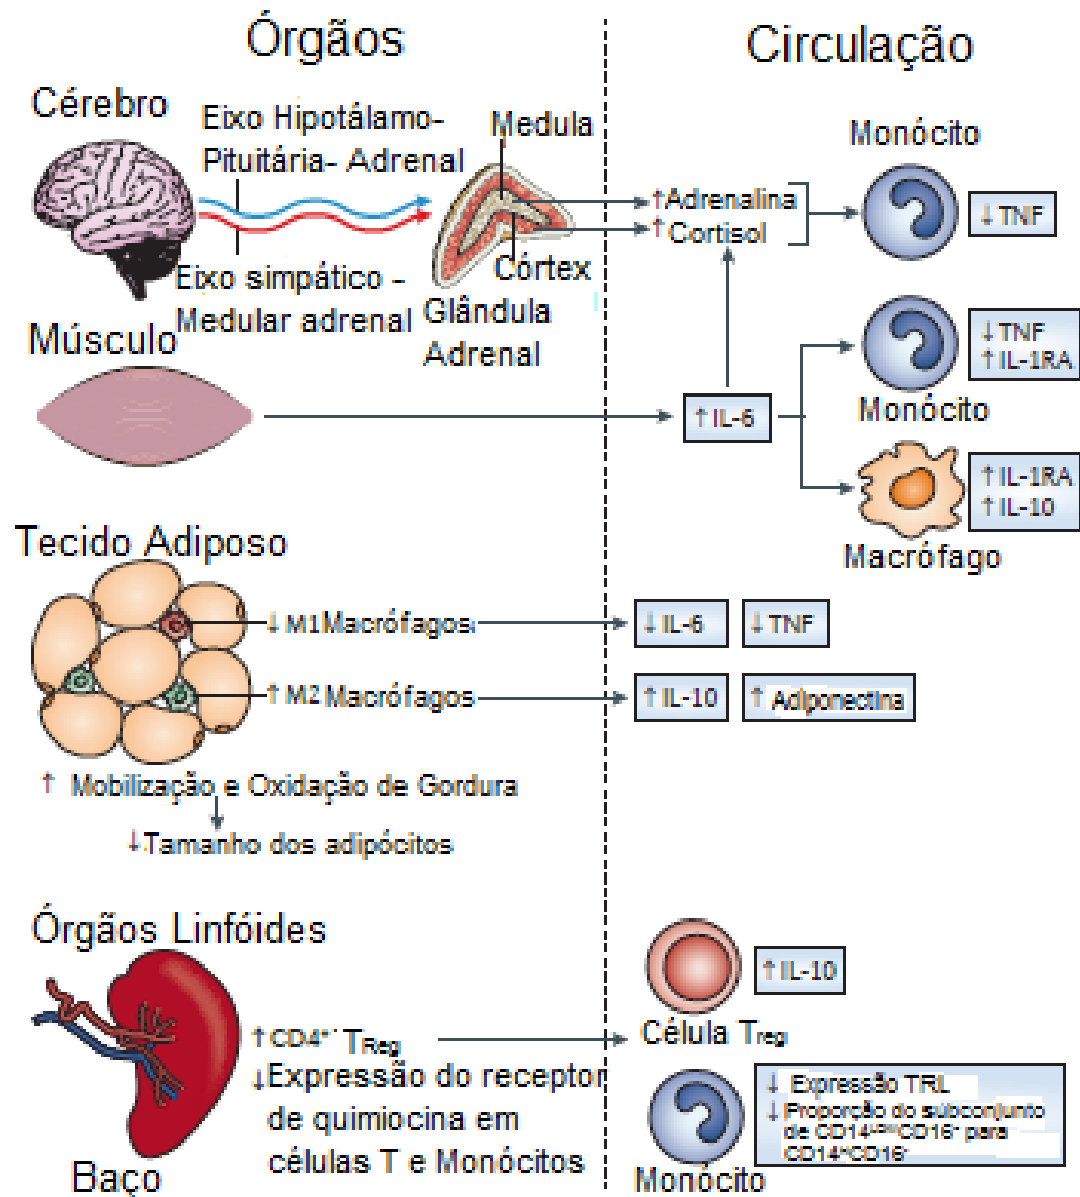 Órgãos
Circulação
Cérebro
Eixo Hipotálamo-
Pituitária- Adrenal
Medula
Monócito
↑Adrenalina
↑Cortisol
↓TNF
Eixo simpático -
Medular adrenal
Córtex
Glândula
Adrenal
Músculo
↑IL-6
↓TNF
↑IL-1RA
Monócito
↑IL-1RA
↑IL-10
Macrófago
Tecido Adiposo
↓M1Macrófagos
↓IL-6
↓TNF
↑M2 Macrófagos
↑IL-10
↑ Adiponectina
↑ Mobilização e Oxidação de Gordura
↓Tamanho dos adipócitos
Órgãos Linfóides
↑IL-10
Célula TReg
↑CD4+ TReg
↓Expressão do receptor
de quimiocina em
células T e Monócitos
Baço
↓ Expressão TRL
↓ Proporção do subconjunto
de CD14LowCD16+ para
Monócito